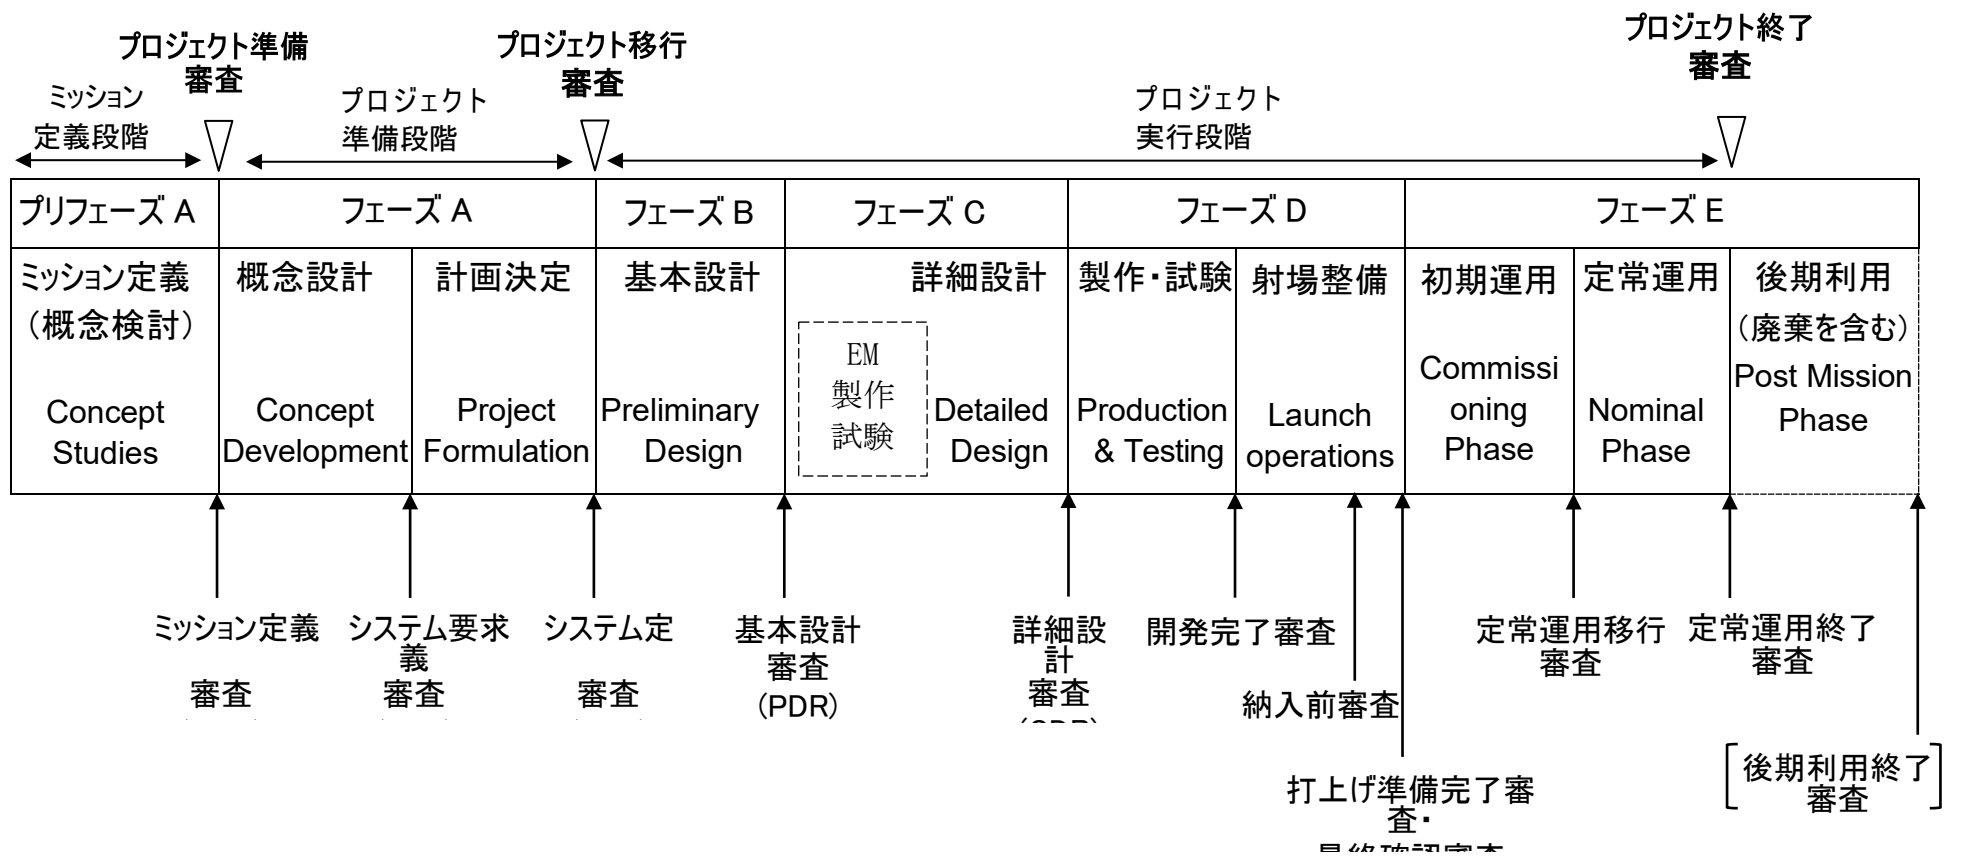 プロジェクト準備
審査
プロジェクト移行
審査
プロジェクト終了
審査
ミッション
定義段階
プロジェクト
準備段階
プロジェクト
実行段階
プリフェーズ A
フェーズ A
フェーズ B
フェーズ C
フェーズ D
フェーズ E
ミッション定義
（概念検討）
Concept
Studies
概念設計
Concept
Development
計画決定
Project
Formulation
基本設計
Preliminary
Design
EM
製作
試験
詳細設計
Detailed
Design
製作・試験
Production
& Testing
射場整備
Launch
operations
初期運用
Commissi
oning
Phase
定常運用
Nominal
Phase
後期利用
（廃棄を含む）
Post Mission
Phase
ミッション定義
審査
システム要求
義
審査
システム定
審査
基本設計
審査
(PDR)
詳細設
計
審査
開発完了審査
納入前審査
打上げ準備完了審
査・
定常運用移行
審査
定常運用終了
審査
後期利用終了
審査